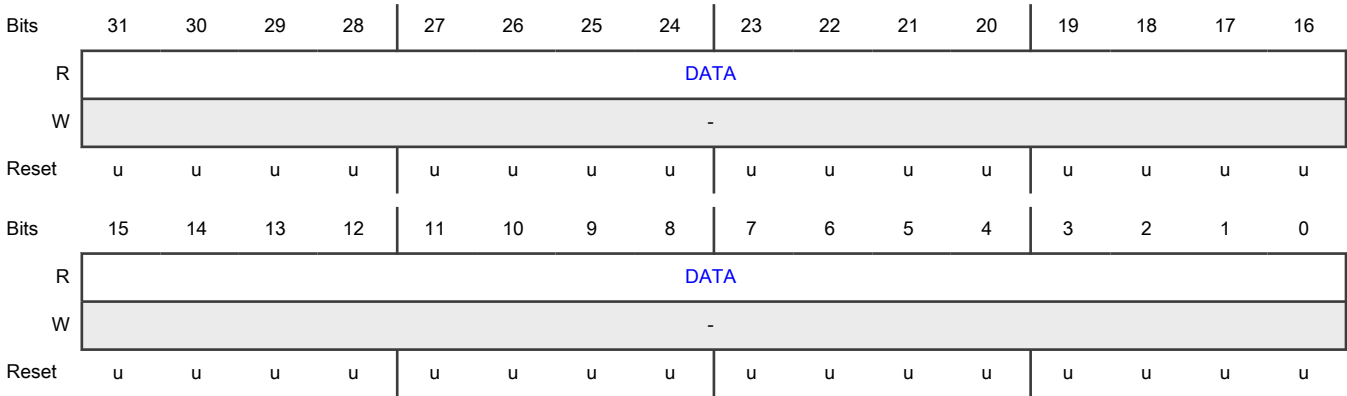 Bits 31 30 29 28 27 26 25 24 23 22 21 20 19 18 17 16
R DATA
W -
Reset u u u u u u u u u u u u u u u u
Bits 15 14 13 12 11 10 9 8 7 6 5 4 3 2 1 0
R DATA
W -
Reset u u u u u u u u u u u u u u u u